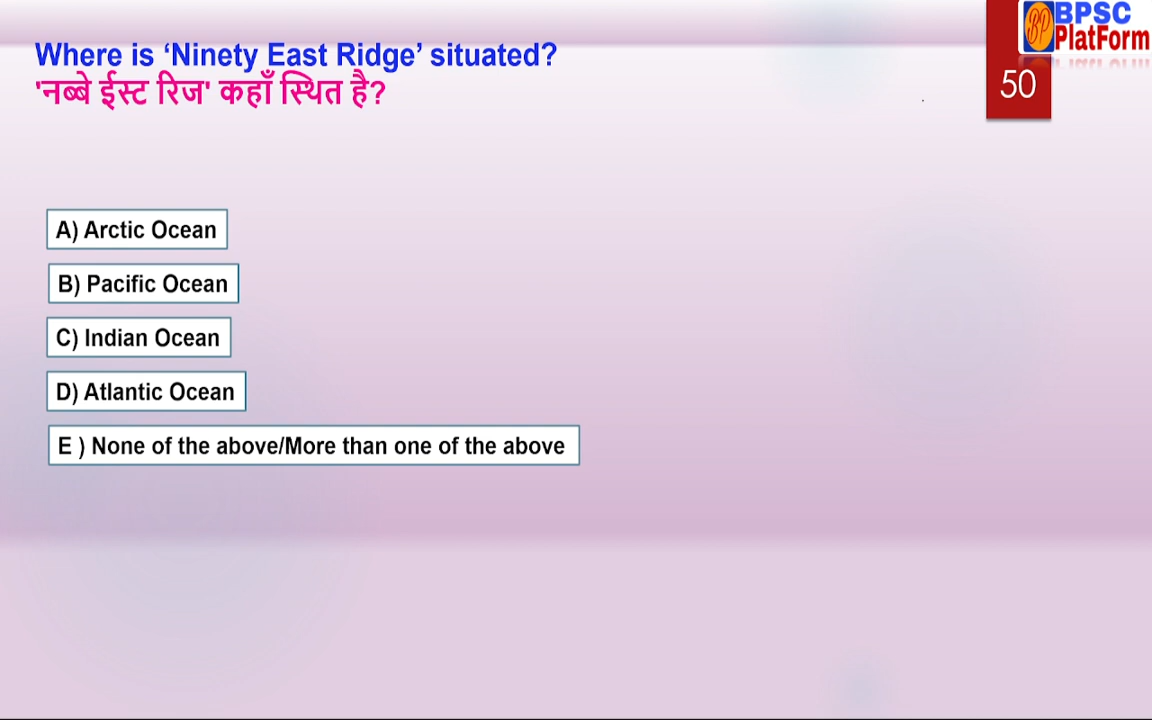 BPSC
PlatForm
Where is ‘Ninety East Ridge’ situated?
'नब्बे ईस्ट रिज' कहाँ स्थित है?
50
A) Arctic Ocean
B) Pacific Ocean
C) Indian Ocean
D) Atlantic Ocean
E ) None of the above/More than one of the above